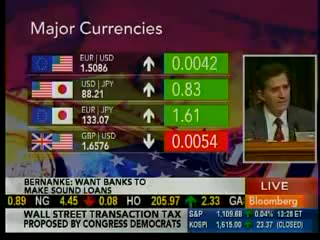 Major Currencies
EUR | USD
1.5086
0.0042
USD | JPY
88.21
0.83
EUR | JPY
133.07
1.61
GBP | USD
1.6576
0.0054
BERNANKE: WANT BANKS TO
MAKE SOUND LOANS
LIVE
0.89 NG 4.45 0.50 HO 205.97 2.33 GA
Bloomberg
WALL STREET TRANSACTION TAX
PROPOSED BY CONGRESS DEMOCRATS
S&P 1,109.68 0.04% 13:28 ET
KOSPI 1,615.00 23.37 (CLOSED)